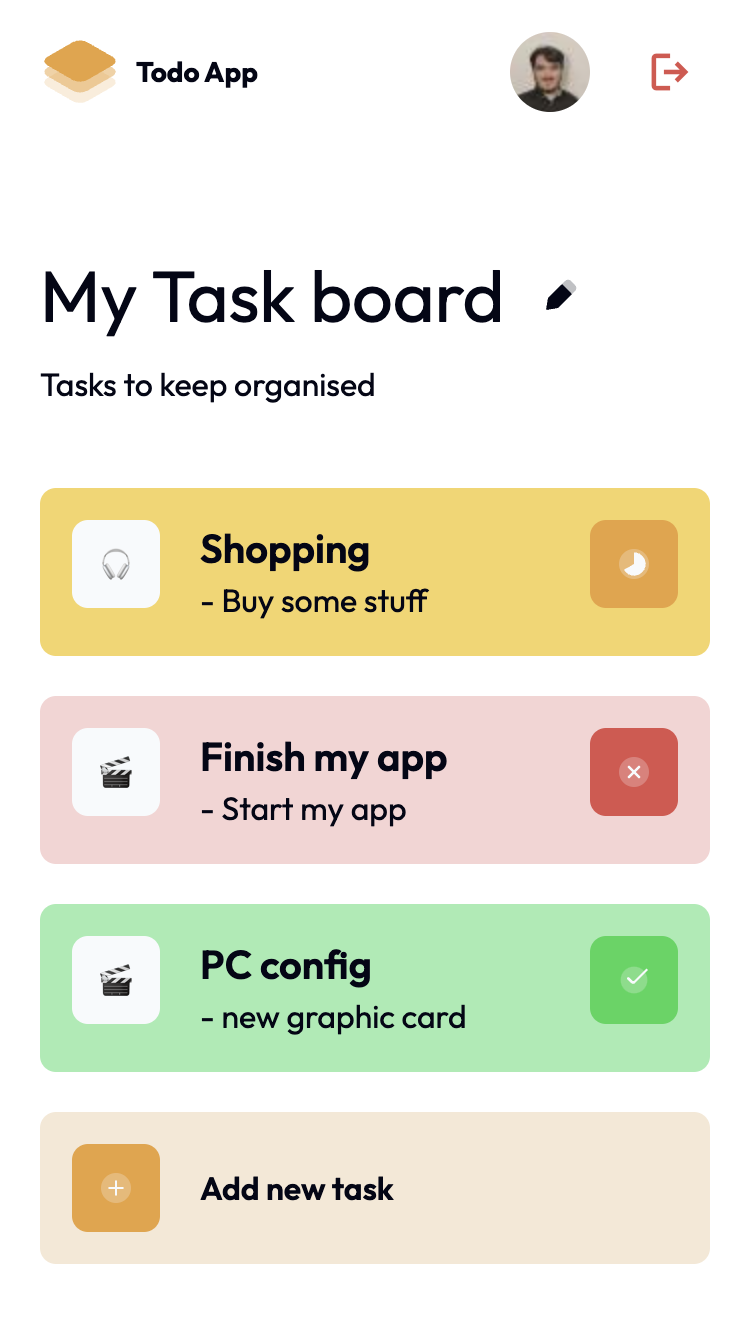 Todo App
My Task board
Tasks to keep organised
Shopping
- Buy some stuff
Finish my app
- Start my app
PC config
- new graphic card
Add new task